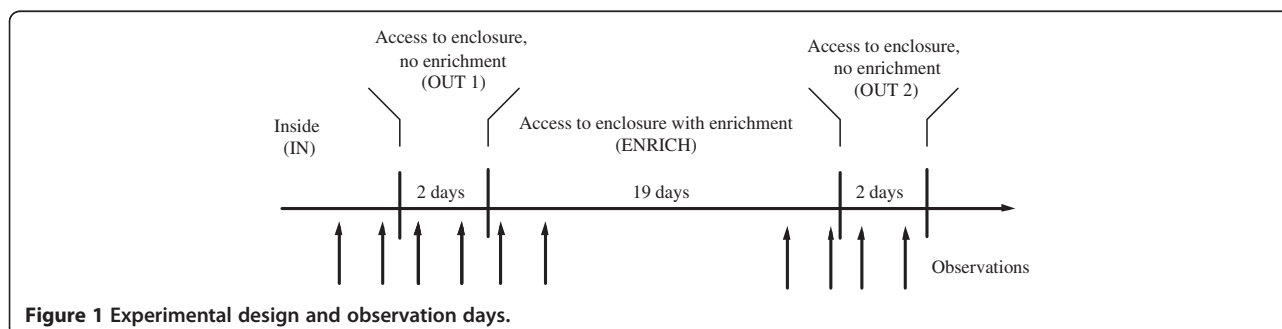 Access to enclosure,
no enrichment
(OUT 1)
Access to enclosure,
no enrichment
(OUT 2)
Inside
(IN)
Access to enclosure with enrichment
(ENRICH)
2 days
19 days
2 days
Observations
Figure 1 Experimental design and observation days.